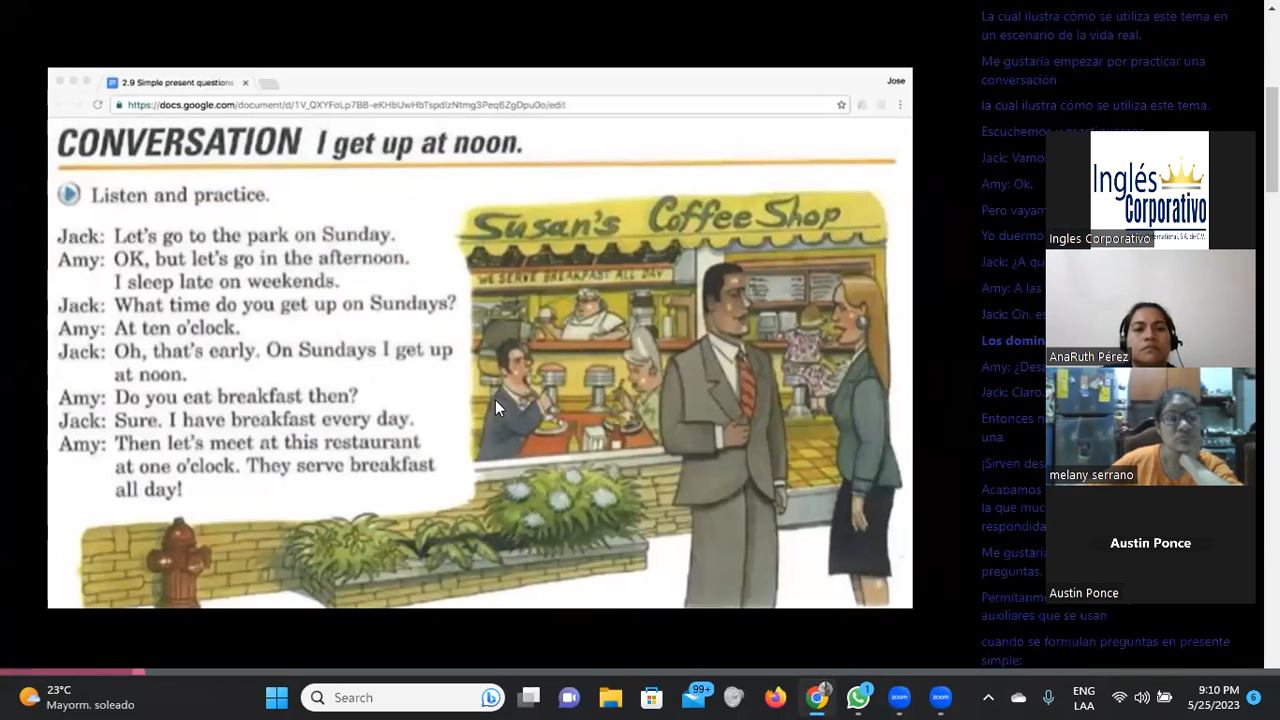 2.9 Simple present questions
Jose
https://docs.google.com/document/d/1V_QXYFoLp7BB-eKHbUwHbTspdlzNtmg3Peq6ZgDpu0o/edit
CONVERSATION I get up at noon.
Listen and practice.
Jack: Let's go to the park on Sunday.
Amy: OK, but let's go in the afternoon.
I sleep late on weekends.
Jack: What time do you get up on Sundays?
Amy: At ten o'clock.
Jack: Oh, that's early. On Sundays I get up
at noon.
Amy: Do you eat breakfast then?
Jack: Sure. I have breakfast every day.
Amy: Then let's meet at this restaurant
at one o'clock. They serve breakfast
all day!
Susan's Coffee Shop
WE SERVE BREAKFAST ALL DAY
La cual ilustra cómo se utiliza este tema en
un escenario de la vida real.
Me gustaría empezar por practicar una
conversación
la cual ilustra cómo se utiliza este tema.
Jack: Vamo
Amy: Ok.
Pero vayam
Yo duermo
Jack: ¿A qu
Amy: A las
Jack: Oh, es
Los domin
Amy: ¿Desa
Jack: Claro.
Entonces n
una.
¡Sirven des
Acabamos
la que muc
respondida
Me gustaría
preguntas.
Permítanm
auxiliares que se usan
cuando se formulan preguntas en presente
simple:
Inglés
Corporativo
Ingles Corporativo
AnaRuth Pérez
melany serrano
Austin Ponce
Austin Ponce
23°C
Mayorm. soleado
Search
99+
1
ENG
LAA
9:10 PM
5/25/2023
6